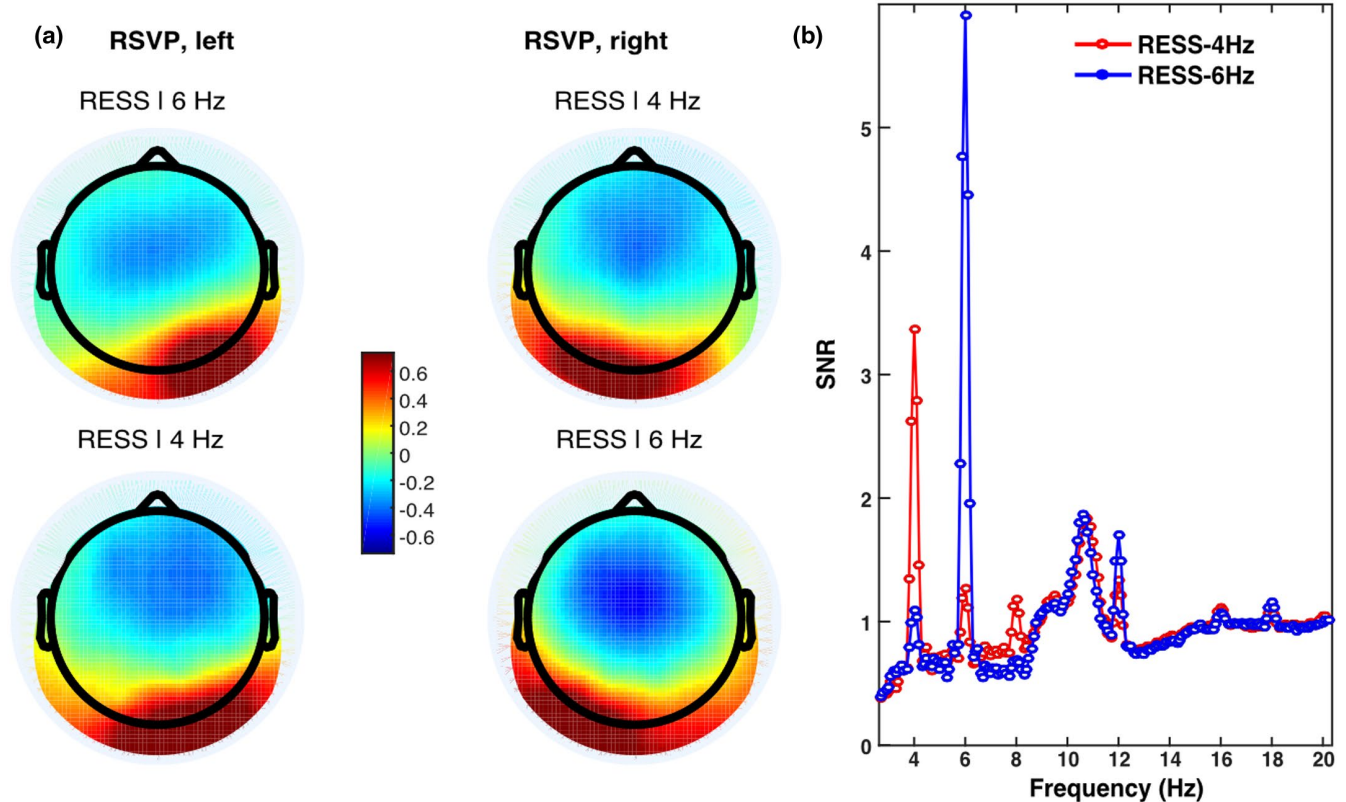 (a) RSVP, left RSVP, right (b)
RESS | 6 Hz
RESS | 4 Hz
0.6
0.4
0.2
0
-0.2
-0.4
-0.6
RESS | 4 Hz
RESS | 6 Hz
RESS-4Hz
RESS-6Hz
SNR
5
4
3
2
1
0
4 6 8 10 12 14 16 18 20
Frequency (Hz)